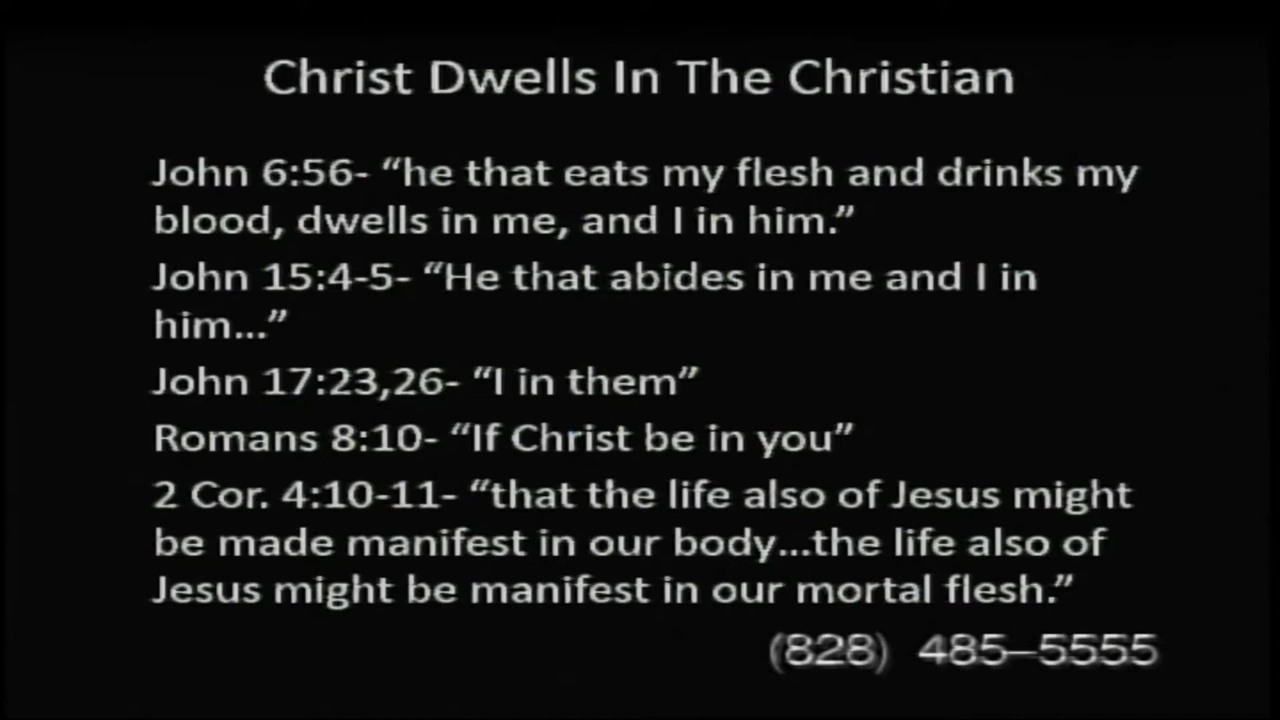 Christ Dwells In The Christian
John 6:56- “he that eats my flesh and drinks my
blood, dwells in me, and I in him.”
John 15:4-5- “He that abides in me and I in
him...”
John 17:23,26- “I in them”
Romans 8:10- “If Christ be in you”
2 Cor. 4:10-11- “that the life also of Jesus might
be made manifest in our body...the life also of
Jesus might be manifest in our mortal flesh.”
(828) 485–5555